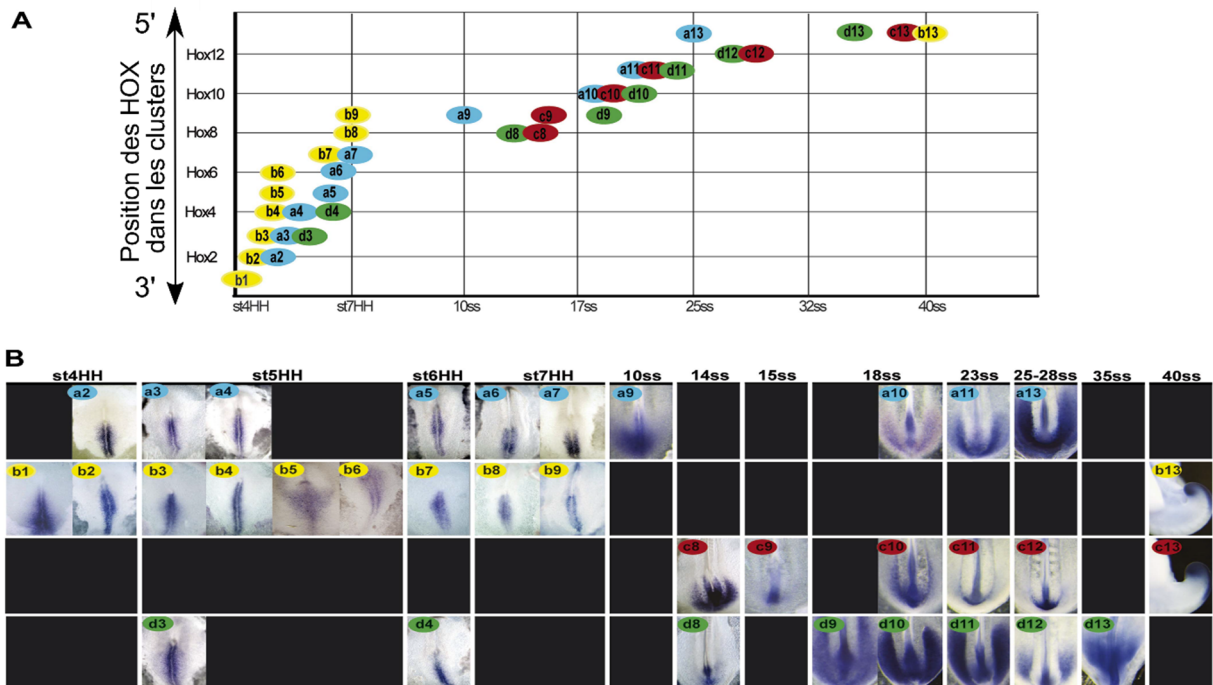 A
Position des HOX
dans les clusters
5'
3'
a13 d13 c13 b13
Hox12 d12 c12
a11 c11 d11
Hox10 a10 c10 d10
b9 a9 c9 d9
Hox8 b8 d8 c8
b7 a7
Hox6 b6 a6
b5 a5
Hox4 b4 a4 d4
b3 a3 d3
Hox2 b2 a2
b1
st4HH st7HH 10ss 17ss 25ss 32ss 40ss
B
st4HH st5HH st6HH st7HH 10ss 14ss 15ss 18ss 23ss 25-28ss 35ss 40ss
a2 a3 a4 a5 a6 a7 a9 a10 a11 a13
b1 b2 b3 b4 b5 b6 b7 b8 b9 b13
c8 c9 c10 c11 c12 c13
d3 d4 d8 d9 d10 d11 d12 d13